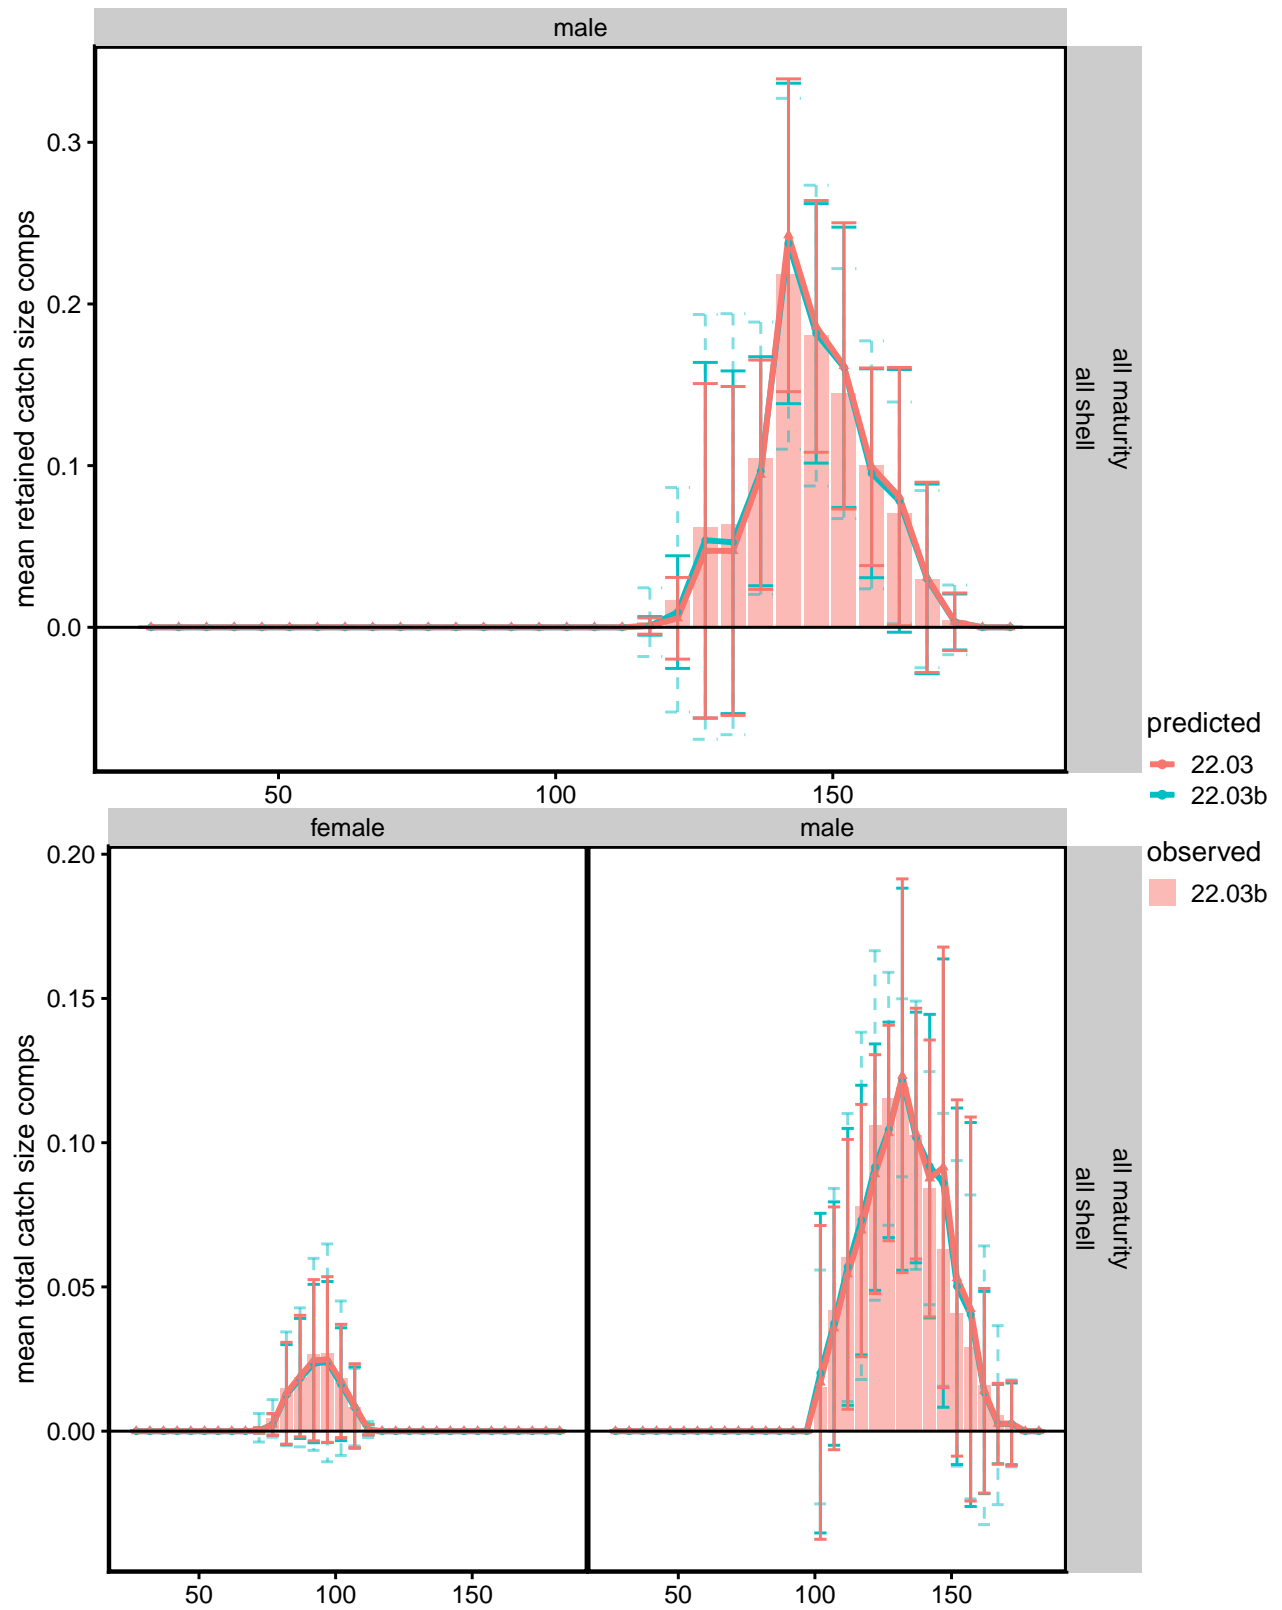 male
mean retained catch size comps
0.3
0.2
0.1
0.0
all maturity
all shell
50
100
150
predicted
22.03
22.03b
observed
22.03b
female
male
mean total catch size comps
0.20
0.15
0.10
0.05
0.00
all maturity
all shell
50
100
150
50
100
150